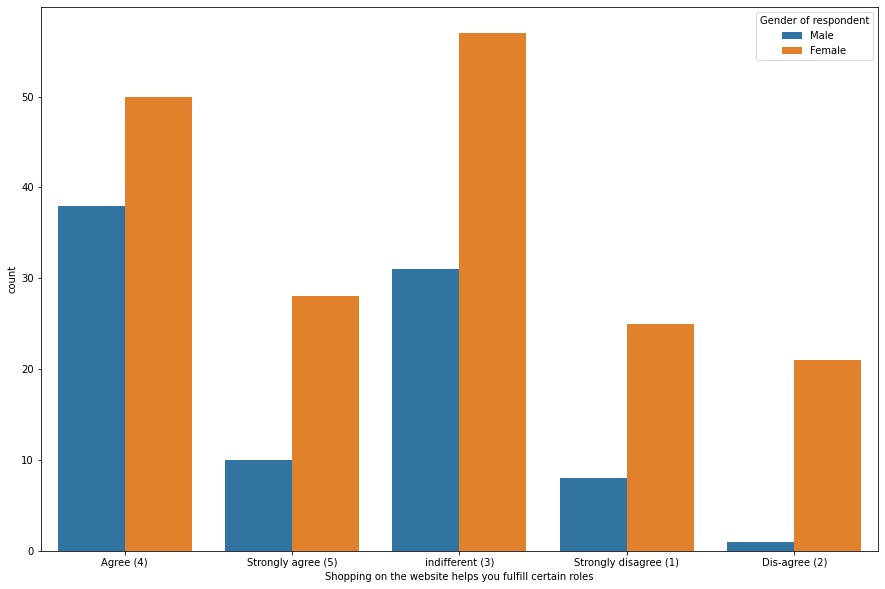 Gender of respondent
Male
Female
count
50
40
30
20
10
0
Agree (4) Strongly agree (5) indifferent (3) Strongly disagree (1) Dis-agree (2)
Shopping on the website helps you fulfill certain roles